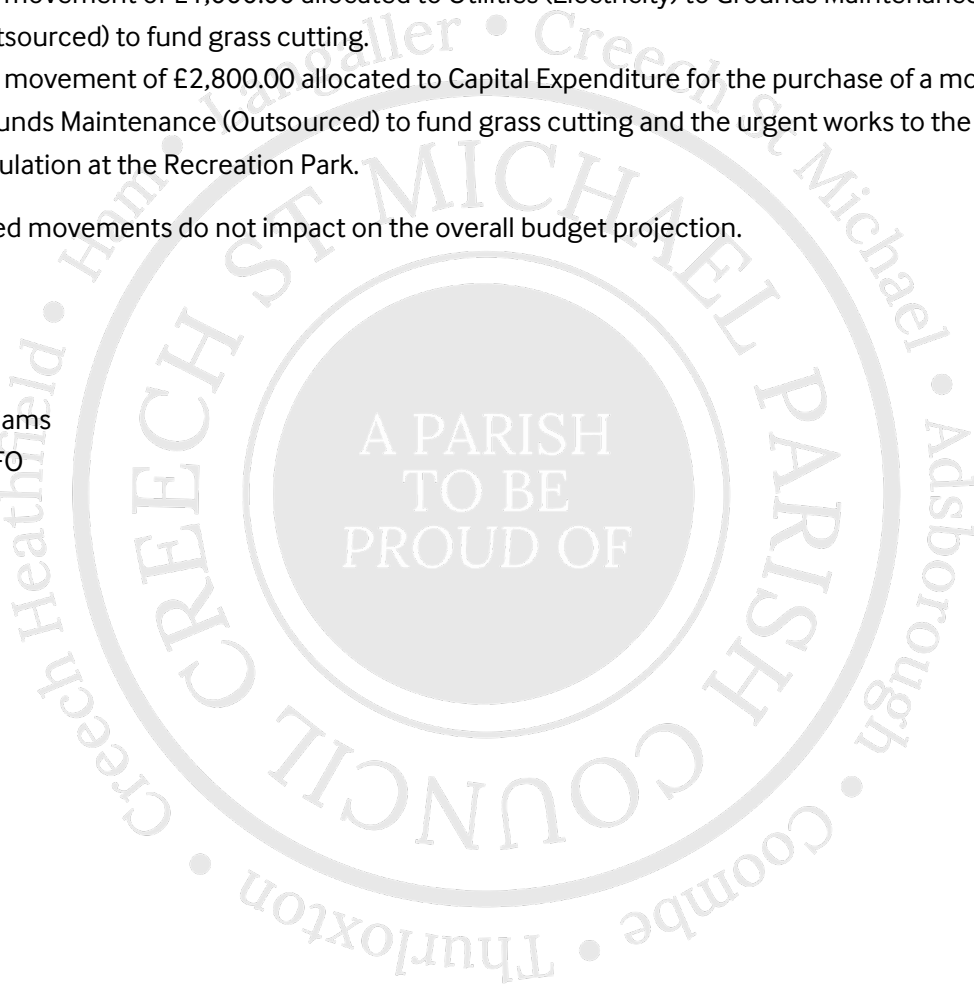 movement of £1,000.00 allocated to Utilities (Electricity) to Grounds Maintenance
tsourced) to fund grass cutting.
movement of £2,800.00 allocated to Capital Expenditure for the purchase of a mo
unds Maintenance (Outsourced) to fund grass cutting and the urgent works to the
ulation at the Recreation Park.
ed movements do not impact on the overall budget projection.
ams
FO
CREECH ST MICHAEL PARISH COUNCIL
A PARISH
TO BE
PROUD OF
Creech Heathfield • Ham • Langaller • Creech St Michael • Adsborough • Coombe • Thurloxton •